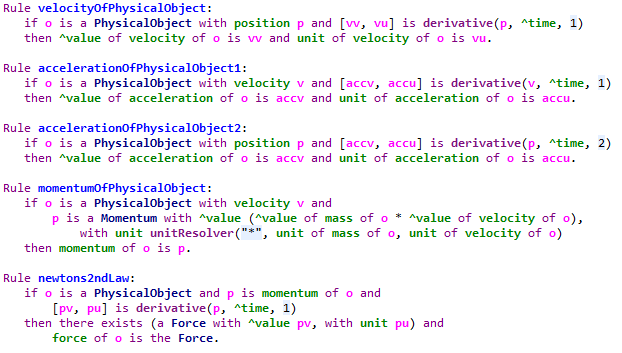 Rule velocityOfPhysicalObject:
if o is a PhysicalObject with position p and [vv, vu] is derivative(p, ^time, 1)
then ^value of velocity of o is vv and unit of velocity of o is vu.
Rule accelerationOfPhysicalObject1:
if o is a PhysicalObject with velocity v and [accv, accu] is derivative(v, ^time, 1)
then ^value of acceleration of o is accv and unit of acceleration of o is accu.
Rule accelerationOfPhysicalObject2:
if o is a PhysicalObject with position p and [accv, accu] is derivative(p, ^time, 2)
then ^value of acceleration of o is accv and unit of acceleration of o is accu.
Rule momentumOfPhysicalObject:
if o is a PhysicalObject with velocity v and
p is a Momentum with ^value (^value of mass of o * ^value of velocity of o),
with unit unitResolver("*", unit of mass of o, unit of velocity of o)
then momentum of o is p.
Rule newtons2ndLaw:
if o is a PhysicalObject and p is momentum of o and
[pv, pu] is derivative(p, ^time, 1)
then there exists (a Force with ^value pv, with unit pu) and
force of o is the Force.